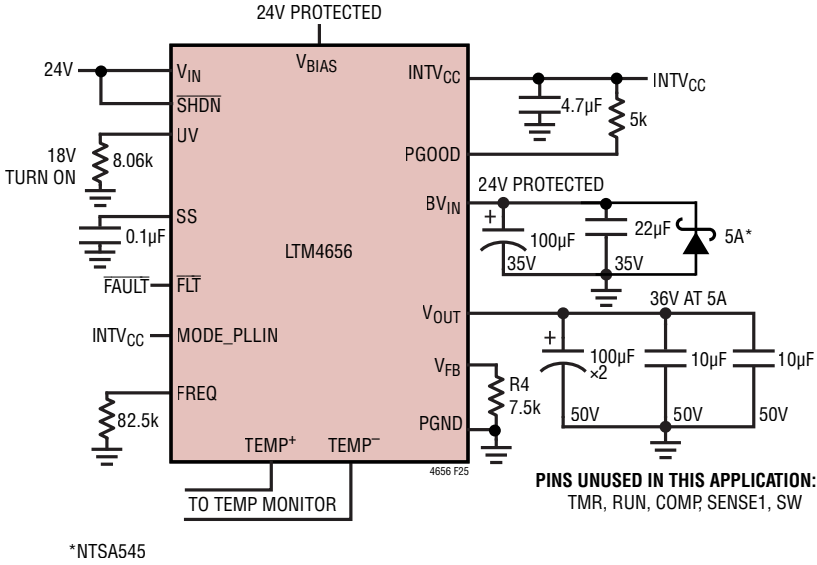 24V PROTECTED
VBIAS
24V
VIN
SHDN
UV
18V
TURN ON
8.06k
SS
0.1µF
FAULT
FLT
INTVCC
MODE_PLLIN
FREQ
82.5k
TEMP+
TEMP–
TO TEMP MONITOR
LTM4656
INTVCC
INTVCC
4.7µF
5k
PGOOD
24V PROTECTED
BVIN
+
100µF
35V
22µF
35V
5A*
36V AT 5A
VOUT
+
100µF
×2
50V
10µF
50V
10µF
50V
VFB
R4
7.5k
PGND
4656 F25
PINS UNUSED IN THIS APPLICATION:
TMR, RUN, COMP, SENSE1, SW
*NTSA545